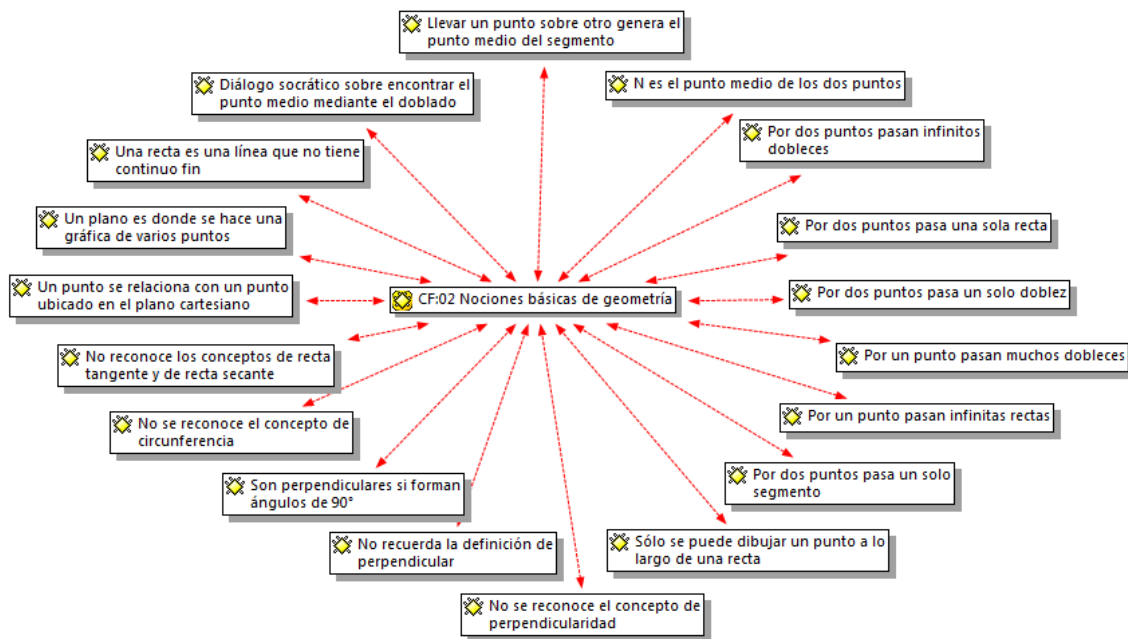 Llevar un punto sobre otro genera el
punto medio del segmento
Diálogo socrático sobre encontrar el
punto medio mediante el doblado
N es el punto medio de los dos puntos
Por dos puntos pasan infinitos
dobleces
Una recta es una línea que no tiene
continuo fin
Un plano es donde se hace una
gráfica de varios puntos
Por dos puntos pasa una sola recta
Un punto se relaciona con un punto
ubicado en el plano cartesiano
CF:02 Nociones básicas de geometría
Por dos puntos pasa un solo doblez
No reconoce los conceptos de recta
tangente y de recta secante
Por un punto pasan muchos dobleces
No se reconoce el concepto de
circunferencia
Por un punto pasan infinitas rectas
Son perpendiculares si forman
ángulos de 90°
Por dos puntos pasa un solo
segmento
No recuerda la definición de
perpendicular
Sólo se puede dibujar un punto a lo
largo de una recta
No se reconoce el concepto de
perpendicularidad